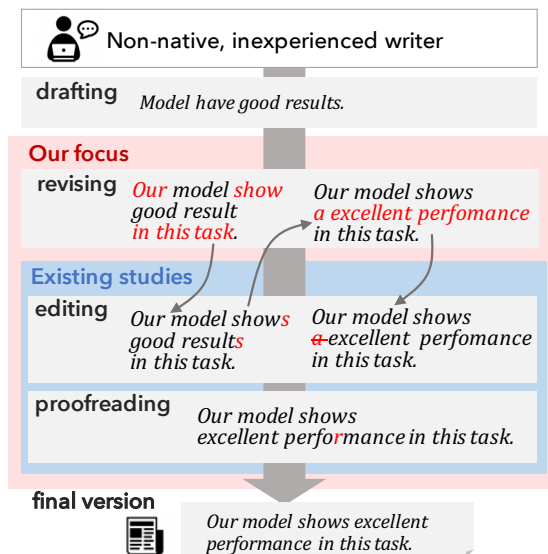 Non-native, inexperienced writer
drafting
Model have good results.
Our focus
revising
Our model show
good result
in this task.
Our model shows
a excellent perfomance
in this task.
Existing studies
editing
Our model shows
good results
in this task.
Our model shows
a excellent perfomance
in this task.
proofreading
Our model shows
excellent performance in this task.
final version
Our model shows excellent
performance in this task.